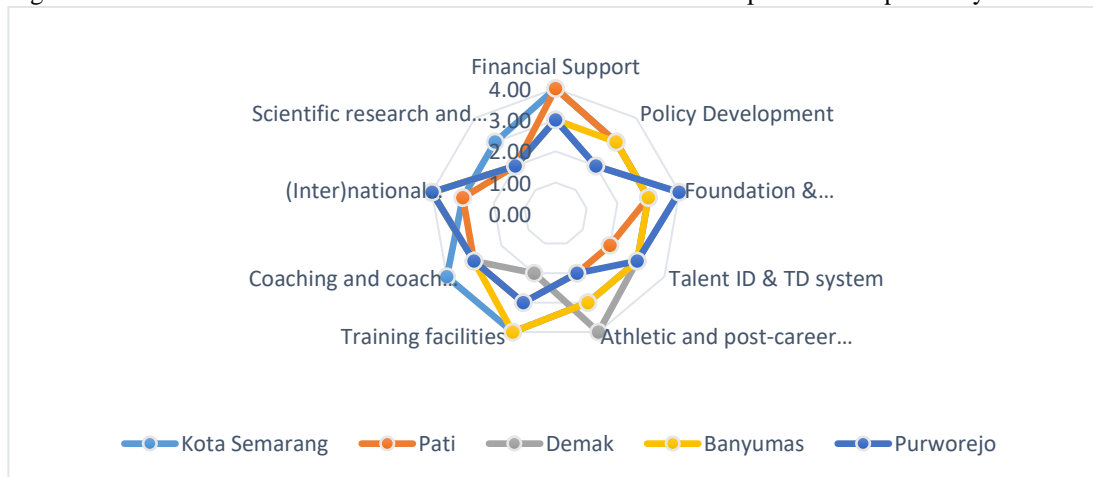 Financial Support
4.00
Scientific research and...
3.00
Policy Development
2.00
(Inter)national...
1.00
Foundation &...
0.00
Coaching and coach...
Talent ID & TD system
Training facilities
Athletic and post-career...
Kota Semarang Pati Demak Banyumas Purworejo